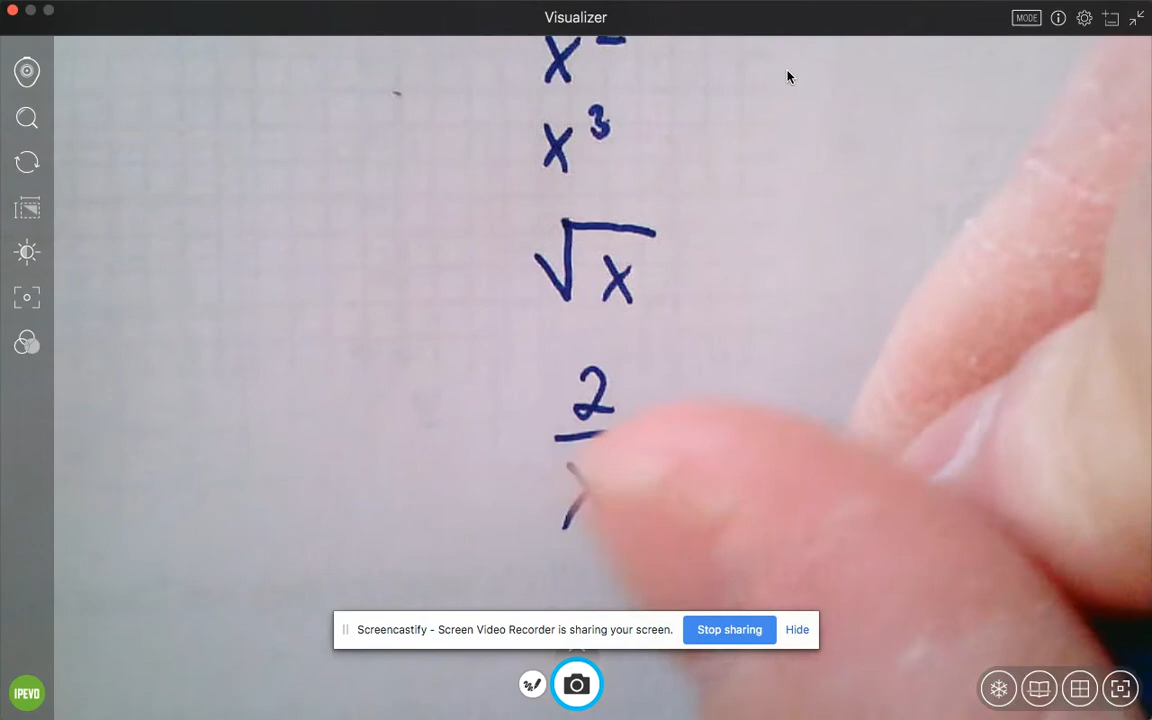 Visualizer
MODE
x
x³
√x
2
Screencastify - Screen Video Recorder is sharing your screen.
Stop sharing
Hide
IPEVO